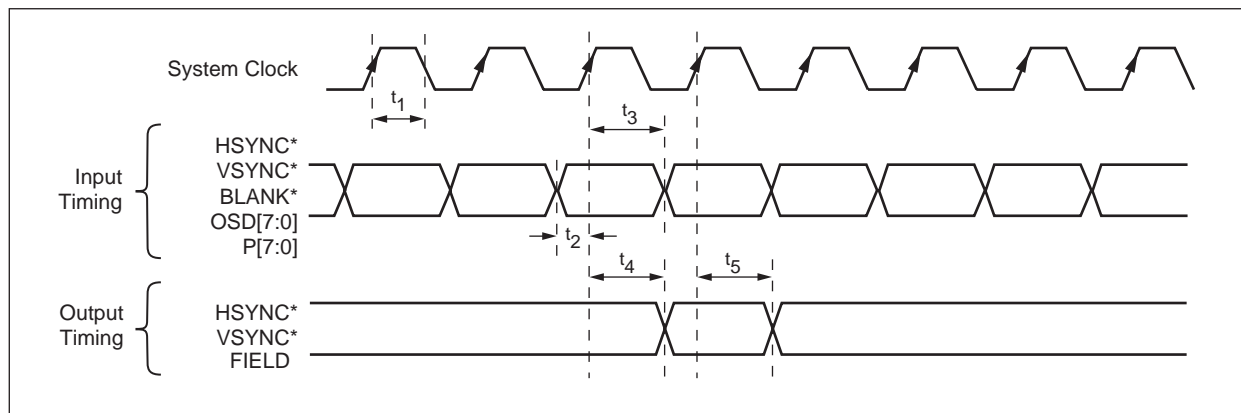 System Clock
t1
t3
HSYNC*
VSYNC*
BLANK*
OSD[7:0]
P[7:0]
Input
Timing
t2
t4
t5
Output
Timing
HSYNC*
VSYNC*
FIELD